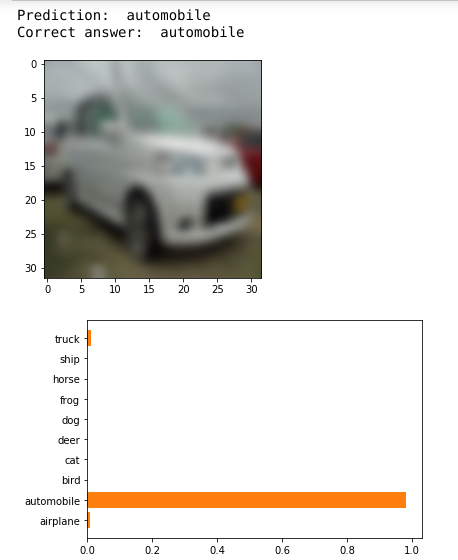 Prediction:  automobile
Correct answer:  automobile
0
5
10
15
20
25
30
0 5 10 15 20 25 30
truck
ship
horse
frog
dog
deer
cat
bird
automobile
airplane
0.0 0.2 0.4 0.6 0.8 1.0